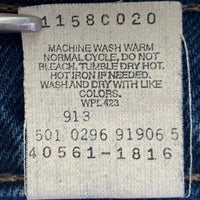 1158C020
MACHINE WASH WARM
NORMAL CYCLE, DO NOT
BLEACH. TUMBLE DRY HOT.
HOT IRON IF NEEDED.
WASH AND DRY WITH LIKE
COLORS.
WPL 423
913
501 0296 91906 5
40561-1816